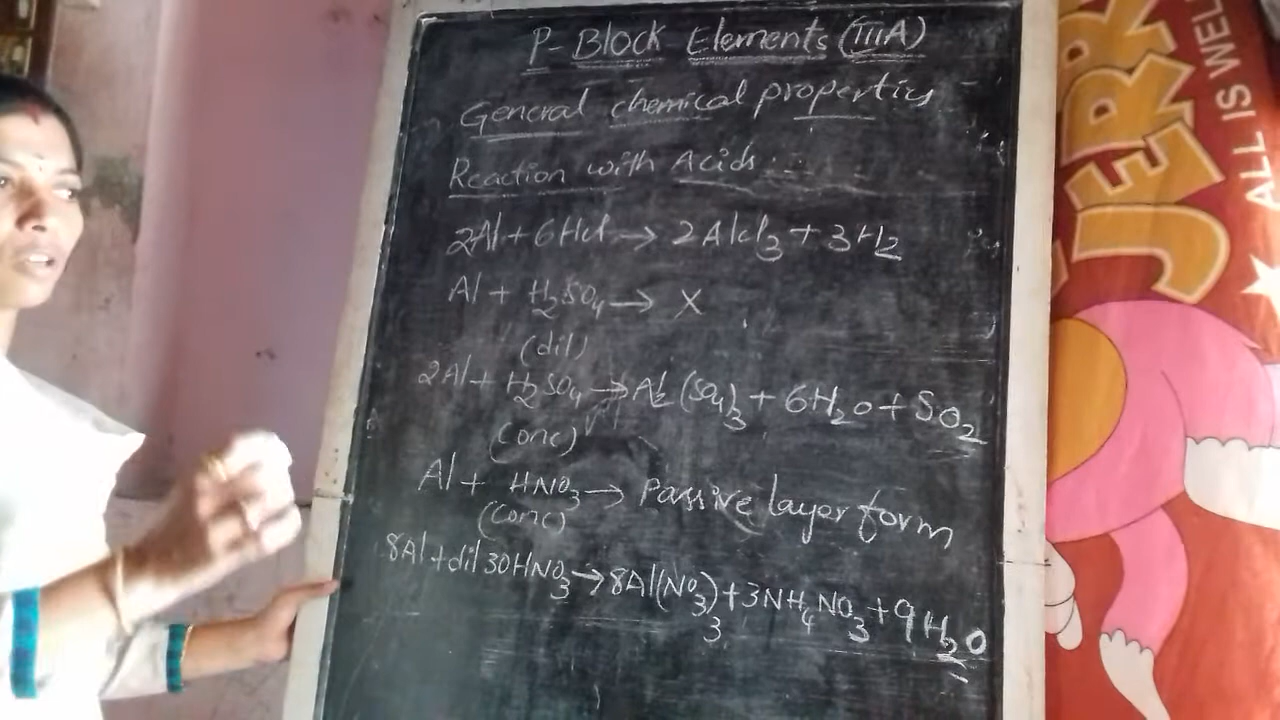 P-Block Elements (IIIA)
General chemical properties
Reaction with Acids:
2Al + 6Hcl → 2Alcl3 + 3H2
Al + H2SO4 → X
(dil)
2Al + H2SO4 → Al2(SO4)3 + 6H2O + SO2
(conc)
Al + HNO3 → Passive layer form
(conc)
8Al + dil 30HNO3 → 8Al(NO3)3 + 3NH4NO3 + 9H2O
JERR
ALL IS WEL